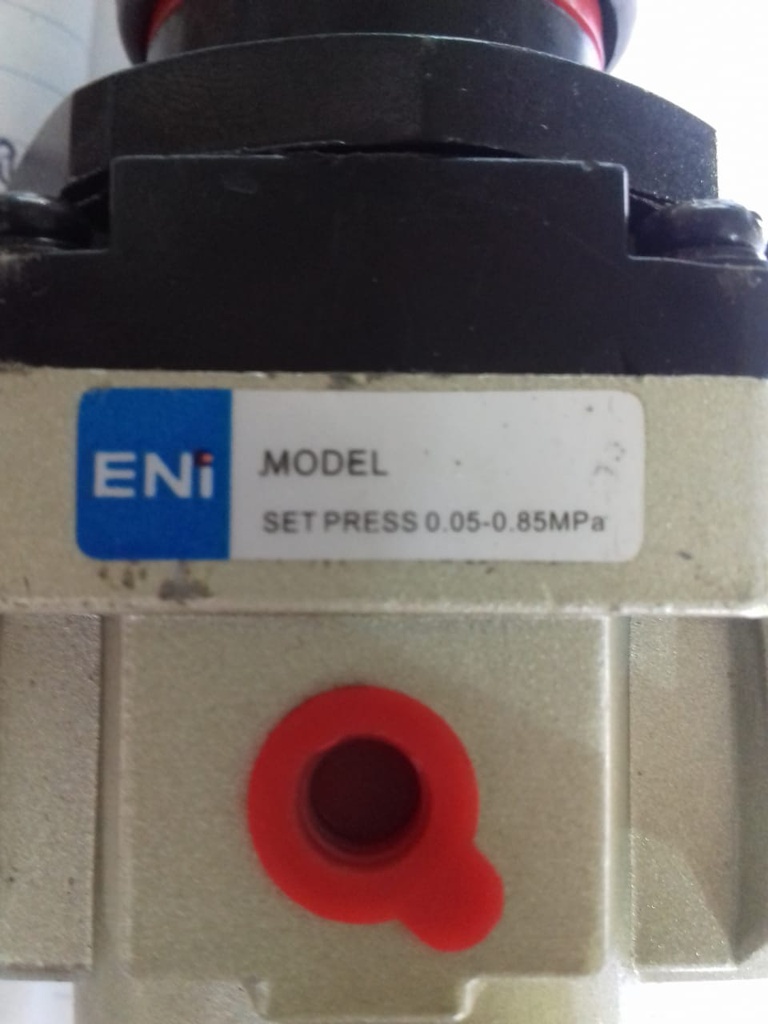 ENi
MODEL
SET PRESS 0.05-0.85MPa